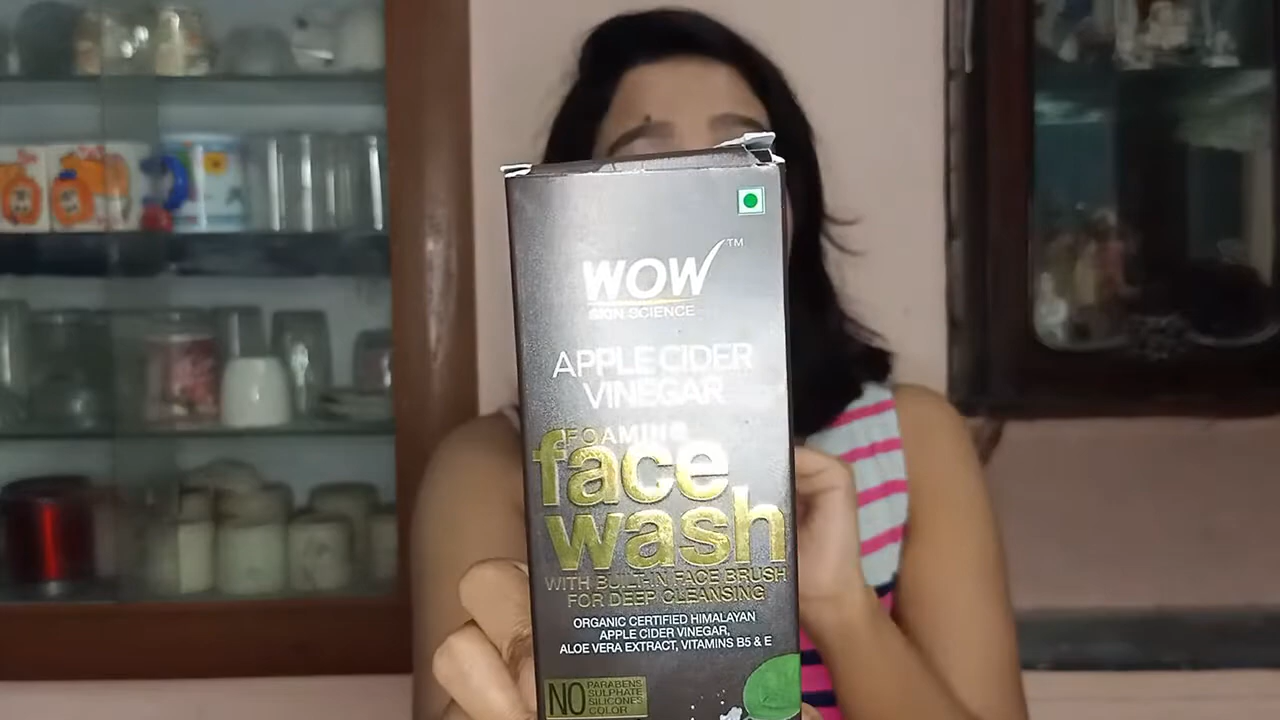 WOW™
SKIN SCIENCE
APPLE CIDER
VINEGAR
FOAMING
face
wash
WITH BUILT-IN FACE BRUSH
FOR DEEP CLEANSING
ORGANIC CERTIFIED HIMALAYAN
APPLE CIDER VINEGAR,
ALOE VERA EXTRACT, VITAMINS B5 & E
NO PARABENS
SULPHATE
SILICONES
COLOR